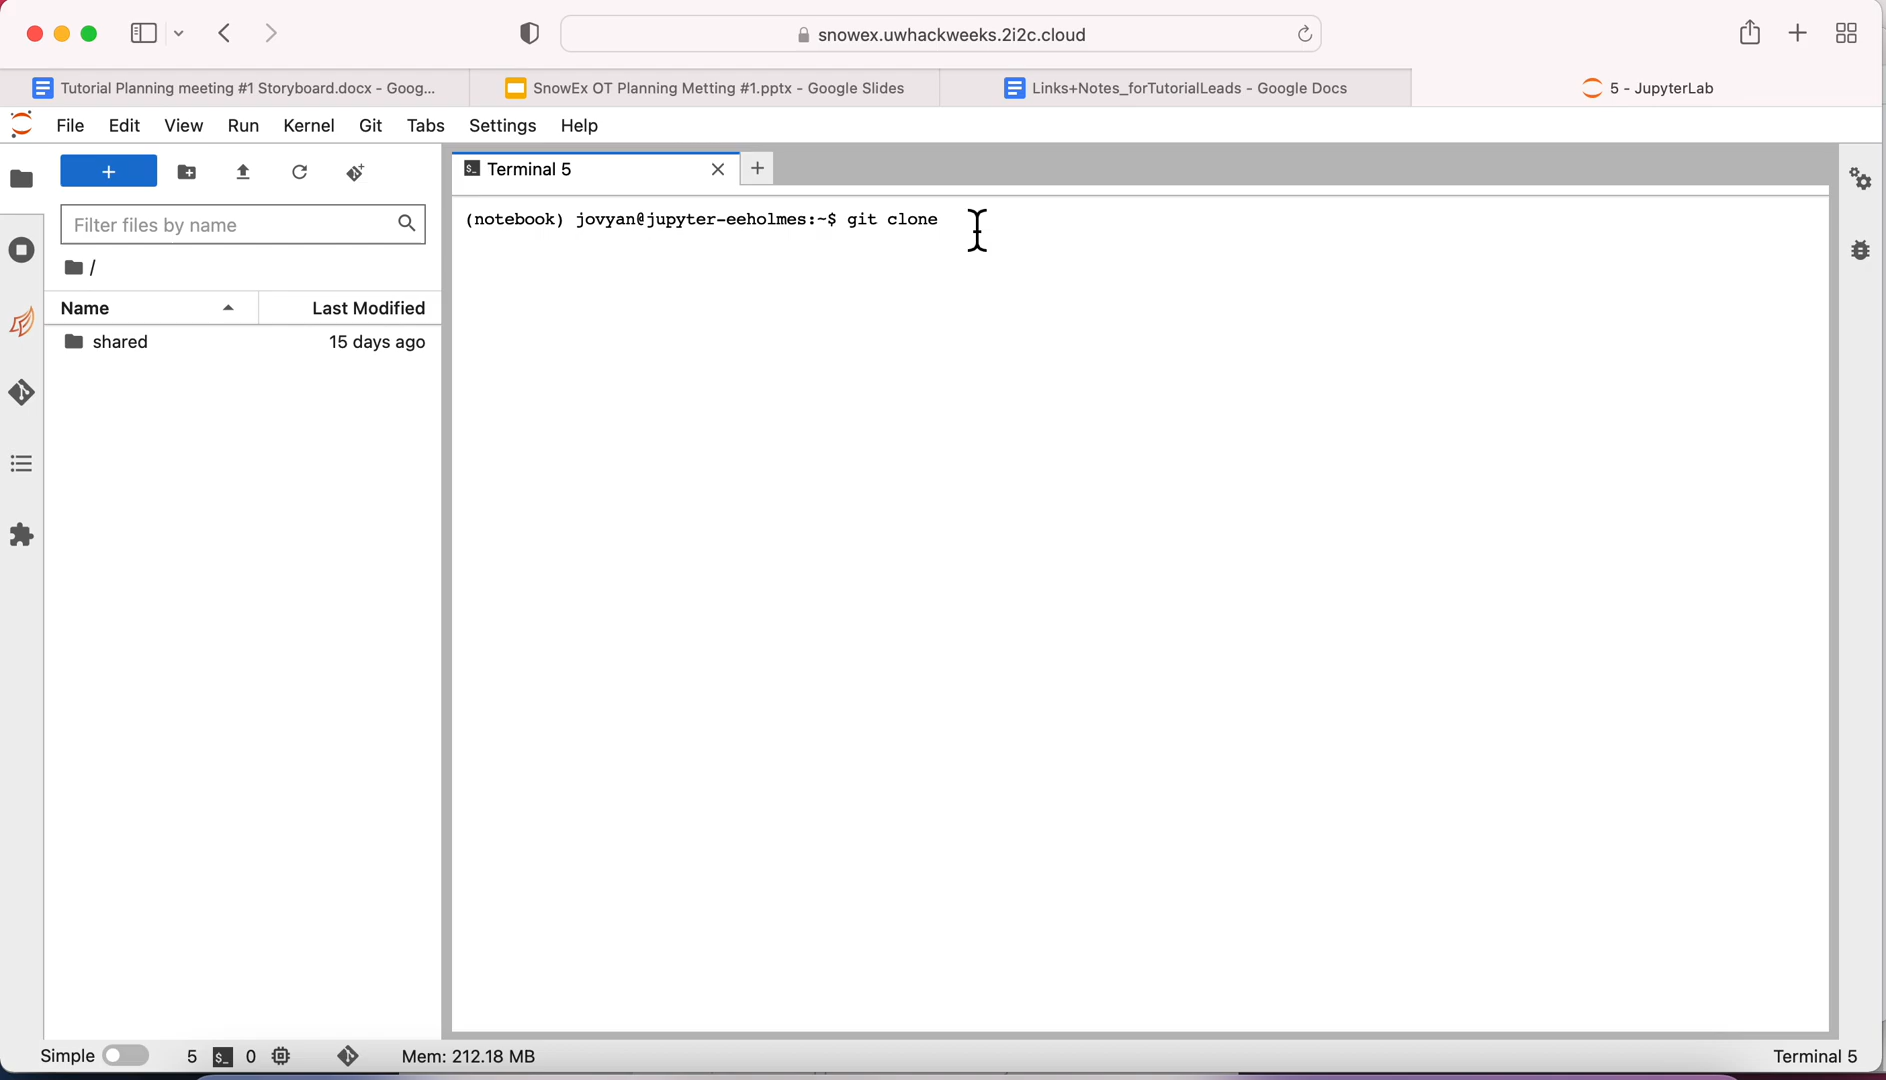 snowex.uwhackweeks.2i2c.cloud
Tutorial Planning meeting #1 Storyboard.docx - Goog...
SnowEx OT Planning Metting #1.pptx - Google Slides
Links+Notes_forTutorialLeads - Google Docs
5 - JupyterLab
File Edit View Run Kernel Git Tabs Settings Help
Terminal 5
(notebook) jovyan@jupyter-eeholmes:~$ git clone
Filter files by name
/
Name Last Modified
shared 15 days ago
Simple 5 $_ 0 Mem: 212.18 MB Terminal 5